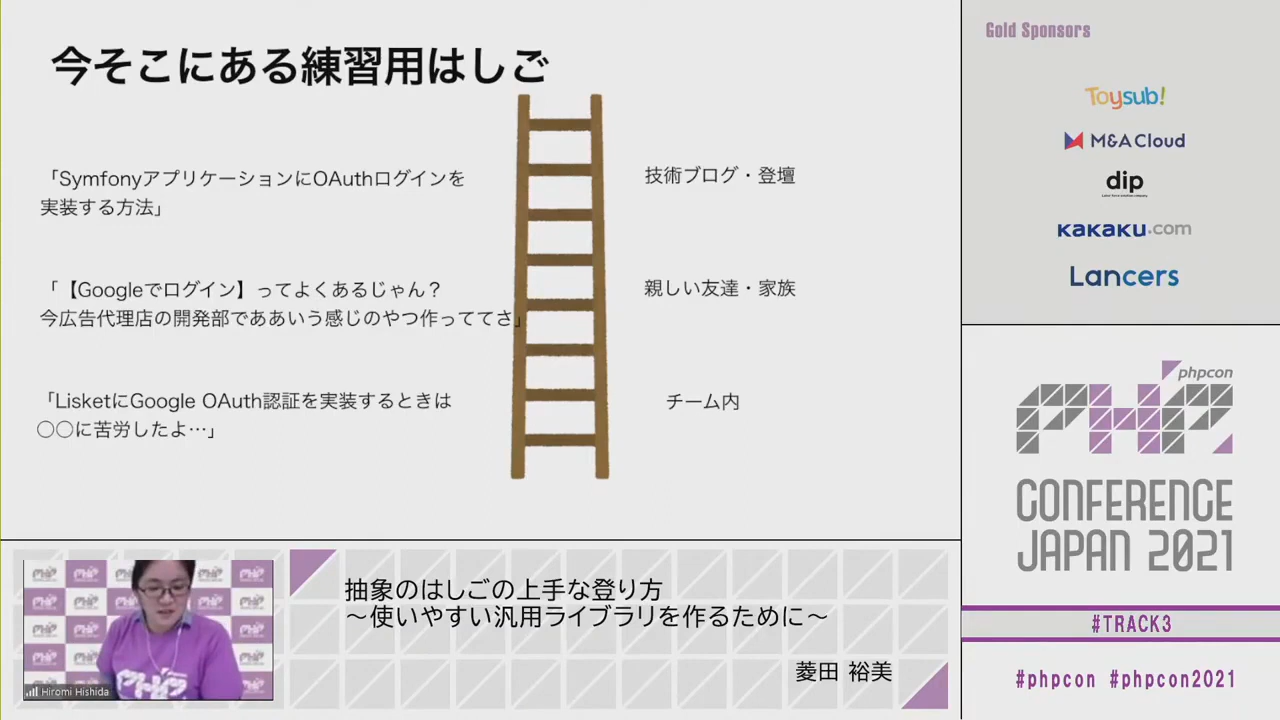 今そこにある練習用はしご
「SymfonyアプリケーションにOAuthログインを
実装する方法」
技術ブログ・登壇
「【Googleでログイン】ってよくあるじゃん？
今広告代理店の開発部でああいう感じのやつ作っててさ」
親しい友達・家族
「LisketにGoogle OAuth認証を実装するときは
○○に苦労したよ…」
チーム内
Hiromi Hishida
抽象のはしごの上手な登り方
〜使いやすい汎用ライブラリを作るために〜
菱田 裕美
Gold Sponsors
Toysub!
M&A Cloud
dip
kakaku.com
Lancers
phpcon
PHP
CONFERENCE
JAPAN 2021
#TRACK3
#phpcon #phpcon2021